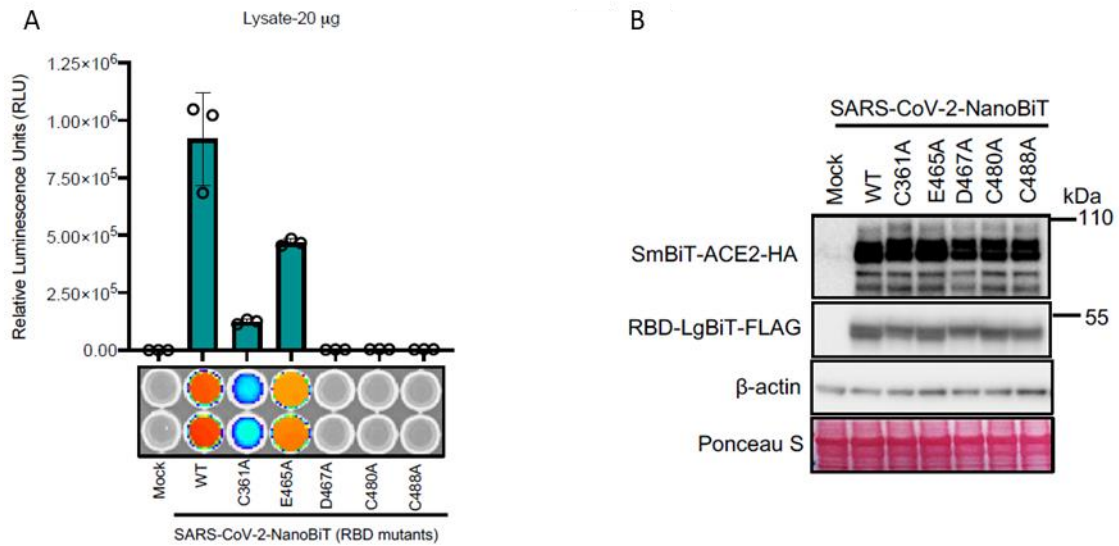 A
Lysate-20 μg
Relative Luminescence Units (RLU)
1.25×10⁶
1.00×10⁶
7.50×10⁵
5.00×10⁵
2.50×10⁵
0.00
Mock
WT
C361A
E465A
D467A
C480A
C488A
SARS-CoV-2-NanoBiT (RBD mutants)
B
SARS-CoV-2-NanoBiT
Mock
WT
C361A
E465A
D467A
C480A
C488A
kDa
110
SmBiT-ACE2-HA
55
RBD-LgBiT-FLAG
β-actin
Ponceau S